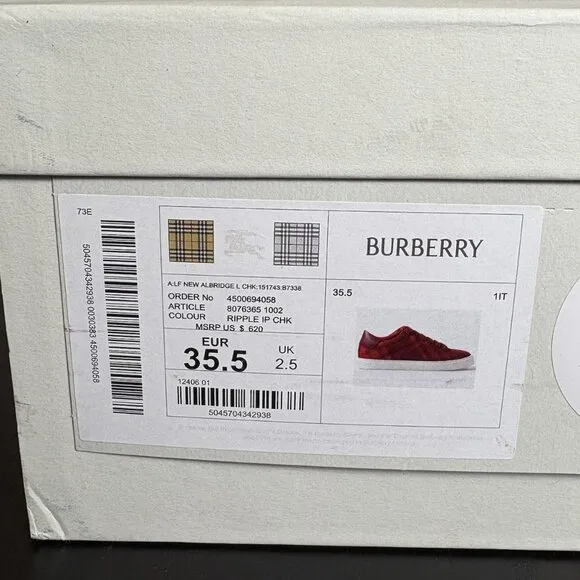 73E
5045704342938 0030383 4500694058
BURBERRY
A:LF NEW ALBRIDGE L CHK:151743:B7338
ORDER No 4500694058
ARTICLE 8076365 1002
COLOUR RIPPLE IP CHK
MSRP US $ 620
EUR
35.5
UK
2.5
12406 01
5045704342938
35.5
1IT